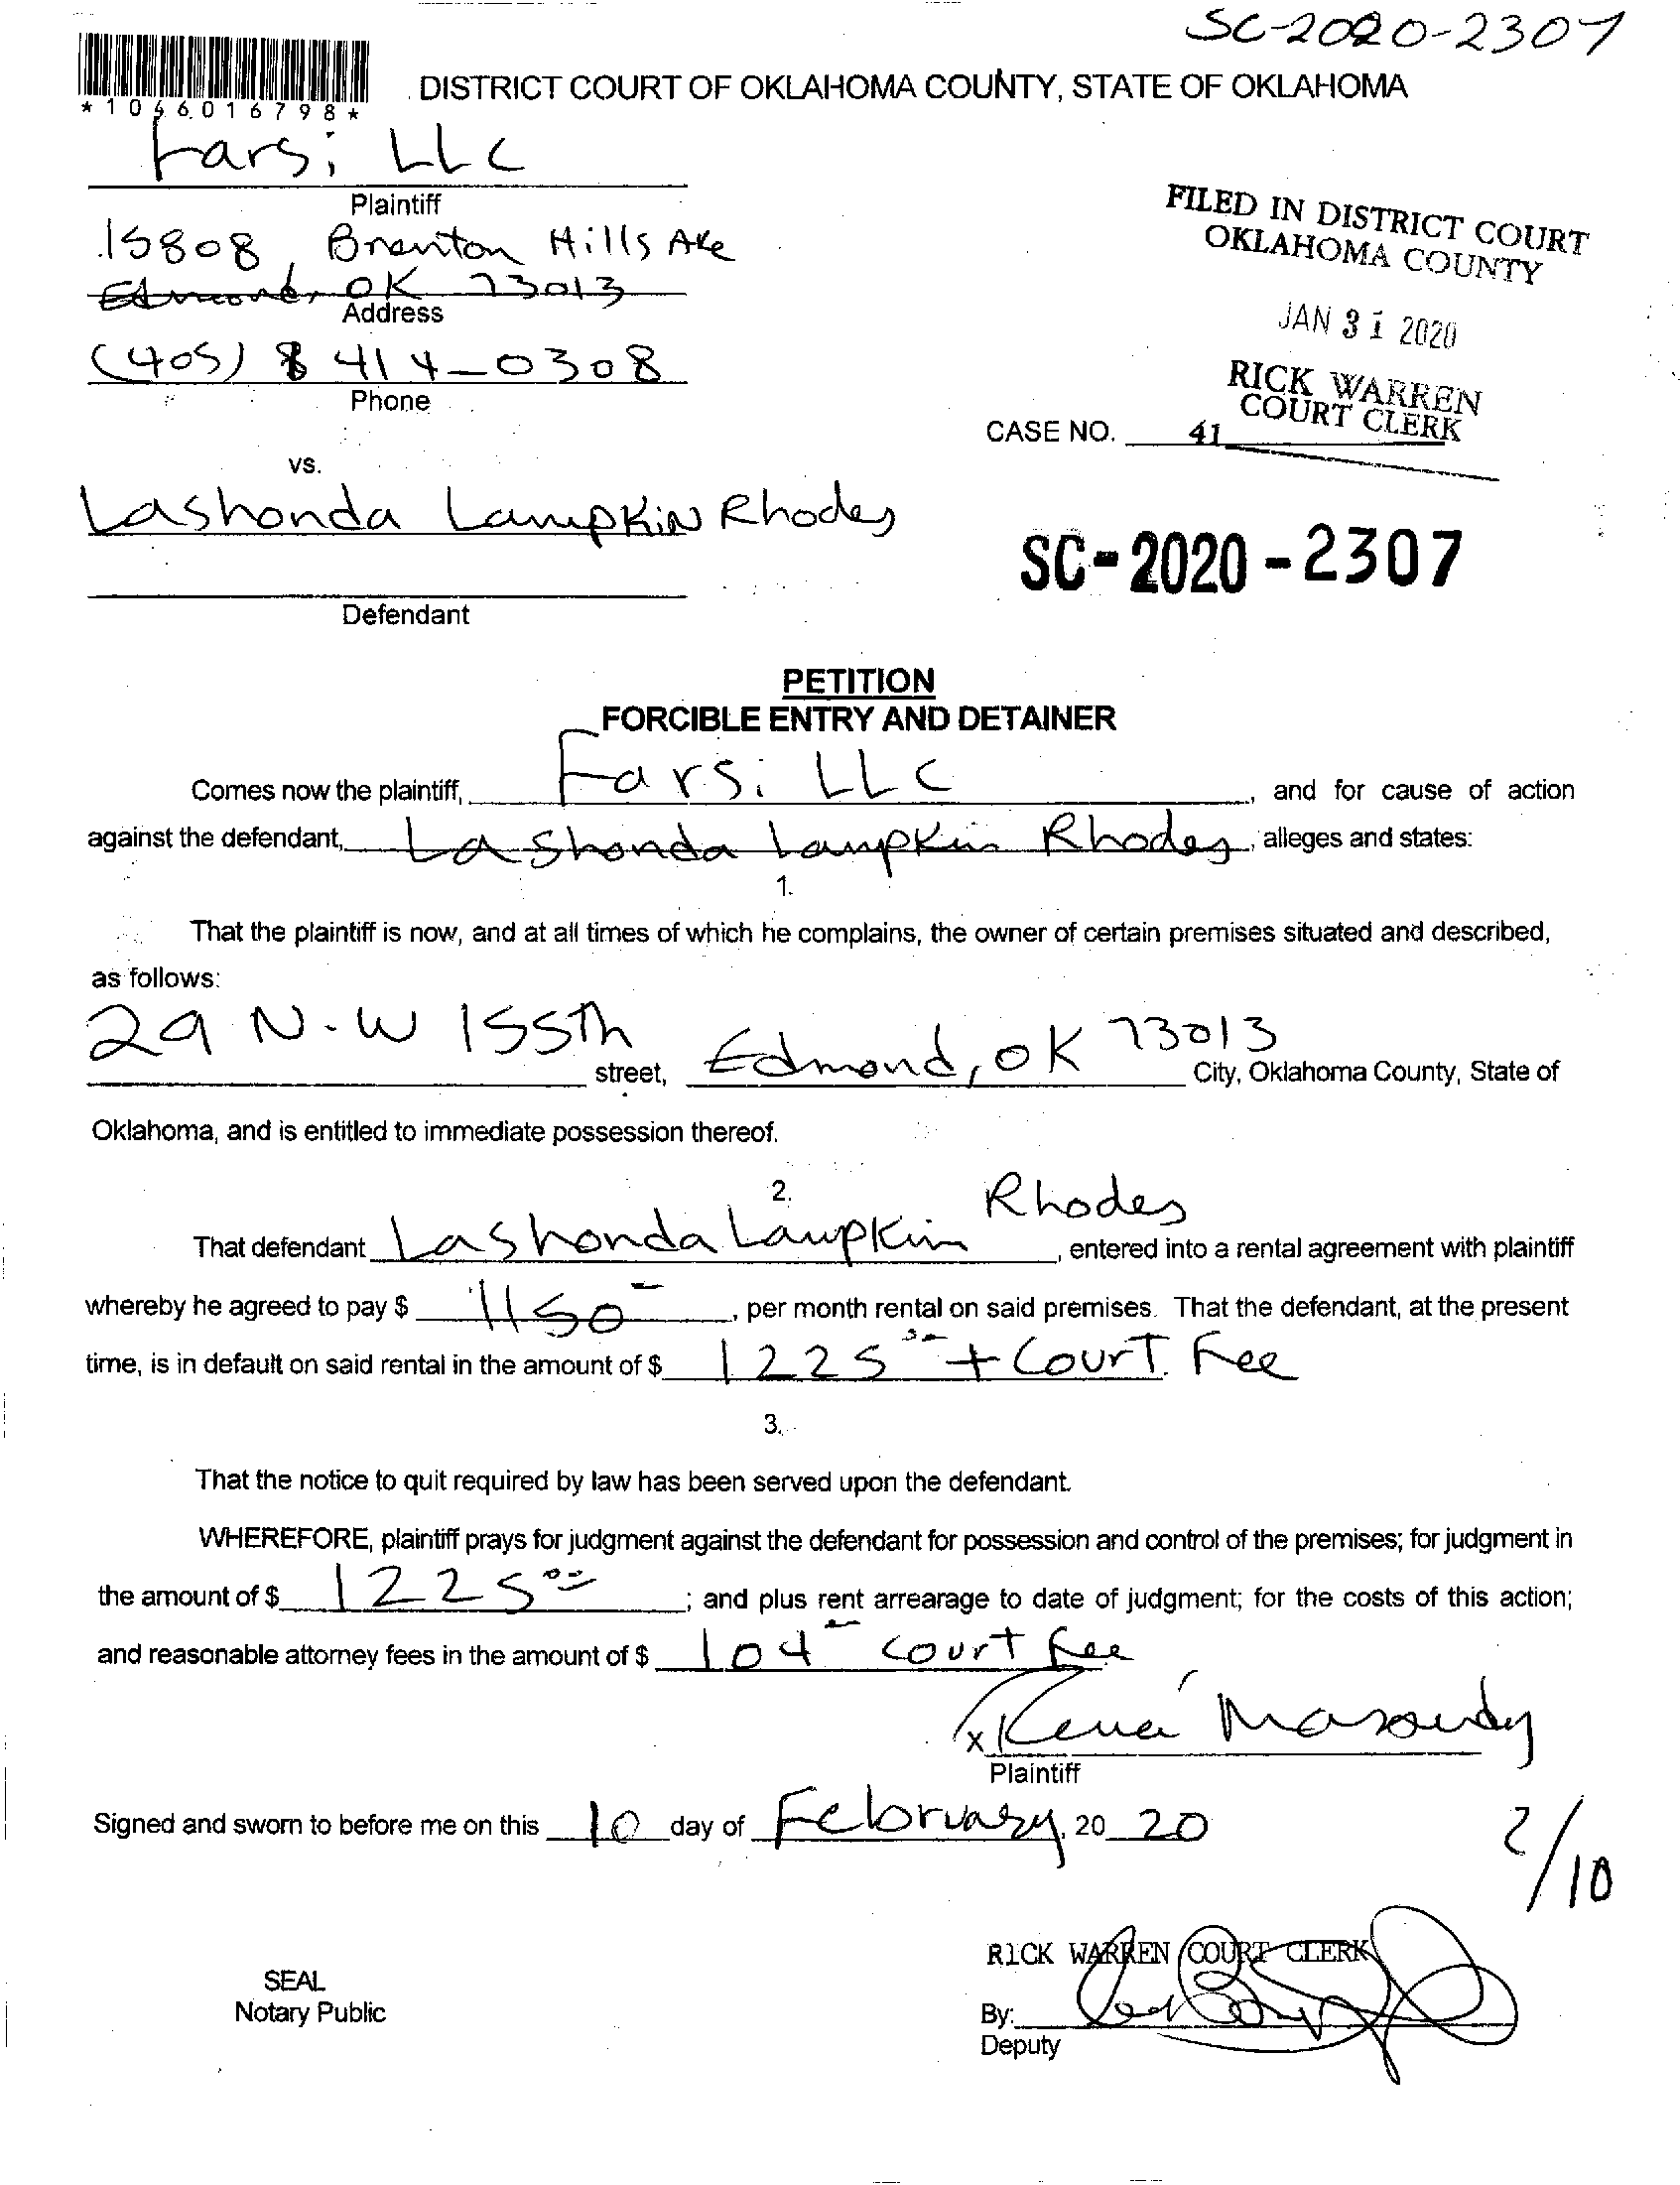 SC-2020-2307
*1066016798*
DISTRICT COURT OF OKLAHOMA COUNTY, STATE OF OKLAHOMA
Farsi LLC
Plaintiff
15808 Brenton Hills Ave
Edmond, OK 73013
Address
(405) 8 414-0308
Phone
FILED IN DISTRICT COURT
OKLAHOMA COUNTY
JAN 31 2020
RICK WARREN
COURT CLERK
CASE NO. 41
vs.
Lashonda Lampkin Rhodes
Defendant
SC-2020-2307
PETITION
FORCIBLE ENTRY AND DETAINER
Comes now the plaintiff, Farsi LLC, and for cause of action
against the defendant, Lashonda Lampkin Rhodes, alleges and states:
1.
That the plaintiff is now, and at all times of which he complains, the owner of certain premises situated and described,
as follows:
29 N.W 155th street, Edmond, OK 73013 City, Oklahoma County, State of
Oklahoma, and is entitled to immediate possession thereof.
2.
That defendant Lashonda Lampkin Rhodes, entered into a rental agreement with plaintiff
whereby he agreed to pay $ 1150-, per month rental on said premises. That the defendant, at the present
time, is in default on said rental in the amount of $ 1225 00 + Court Fee
3.
That the notice to quit required by law has been served upon the defendant.
WHEREFORE, plaintiff prays for judgment against the defendant for possession and control of the premises; for judgment in
the amount of $ 1225 00; and plus rent arrearage to date of judgment; for the costs of this action;
and reasonable attorney fees in the amount of $ 104- court fee
x Rena Masoudy
Plaintiff
Signed and sworn to before me on this 10 day of February, 20 20
2/10
RICK WARREN COURT CLERK
SEAL
Notary Public
By:
Deputy